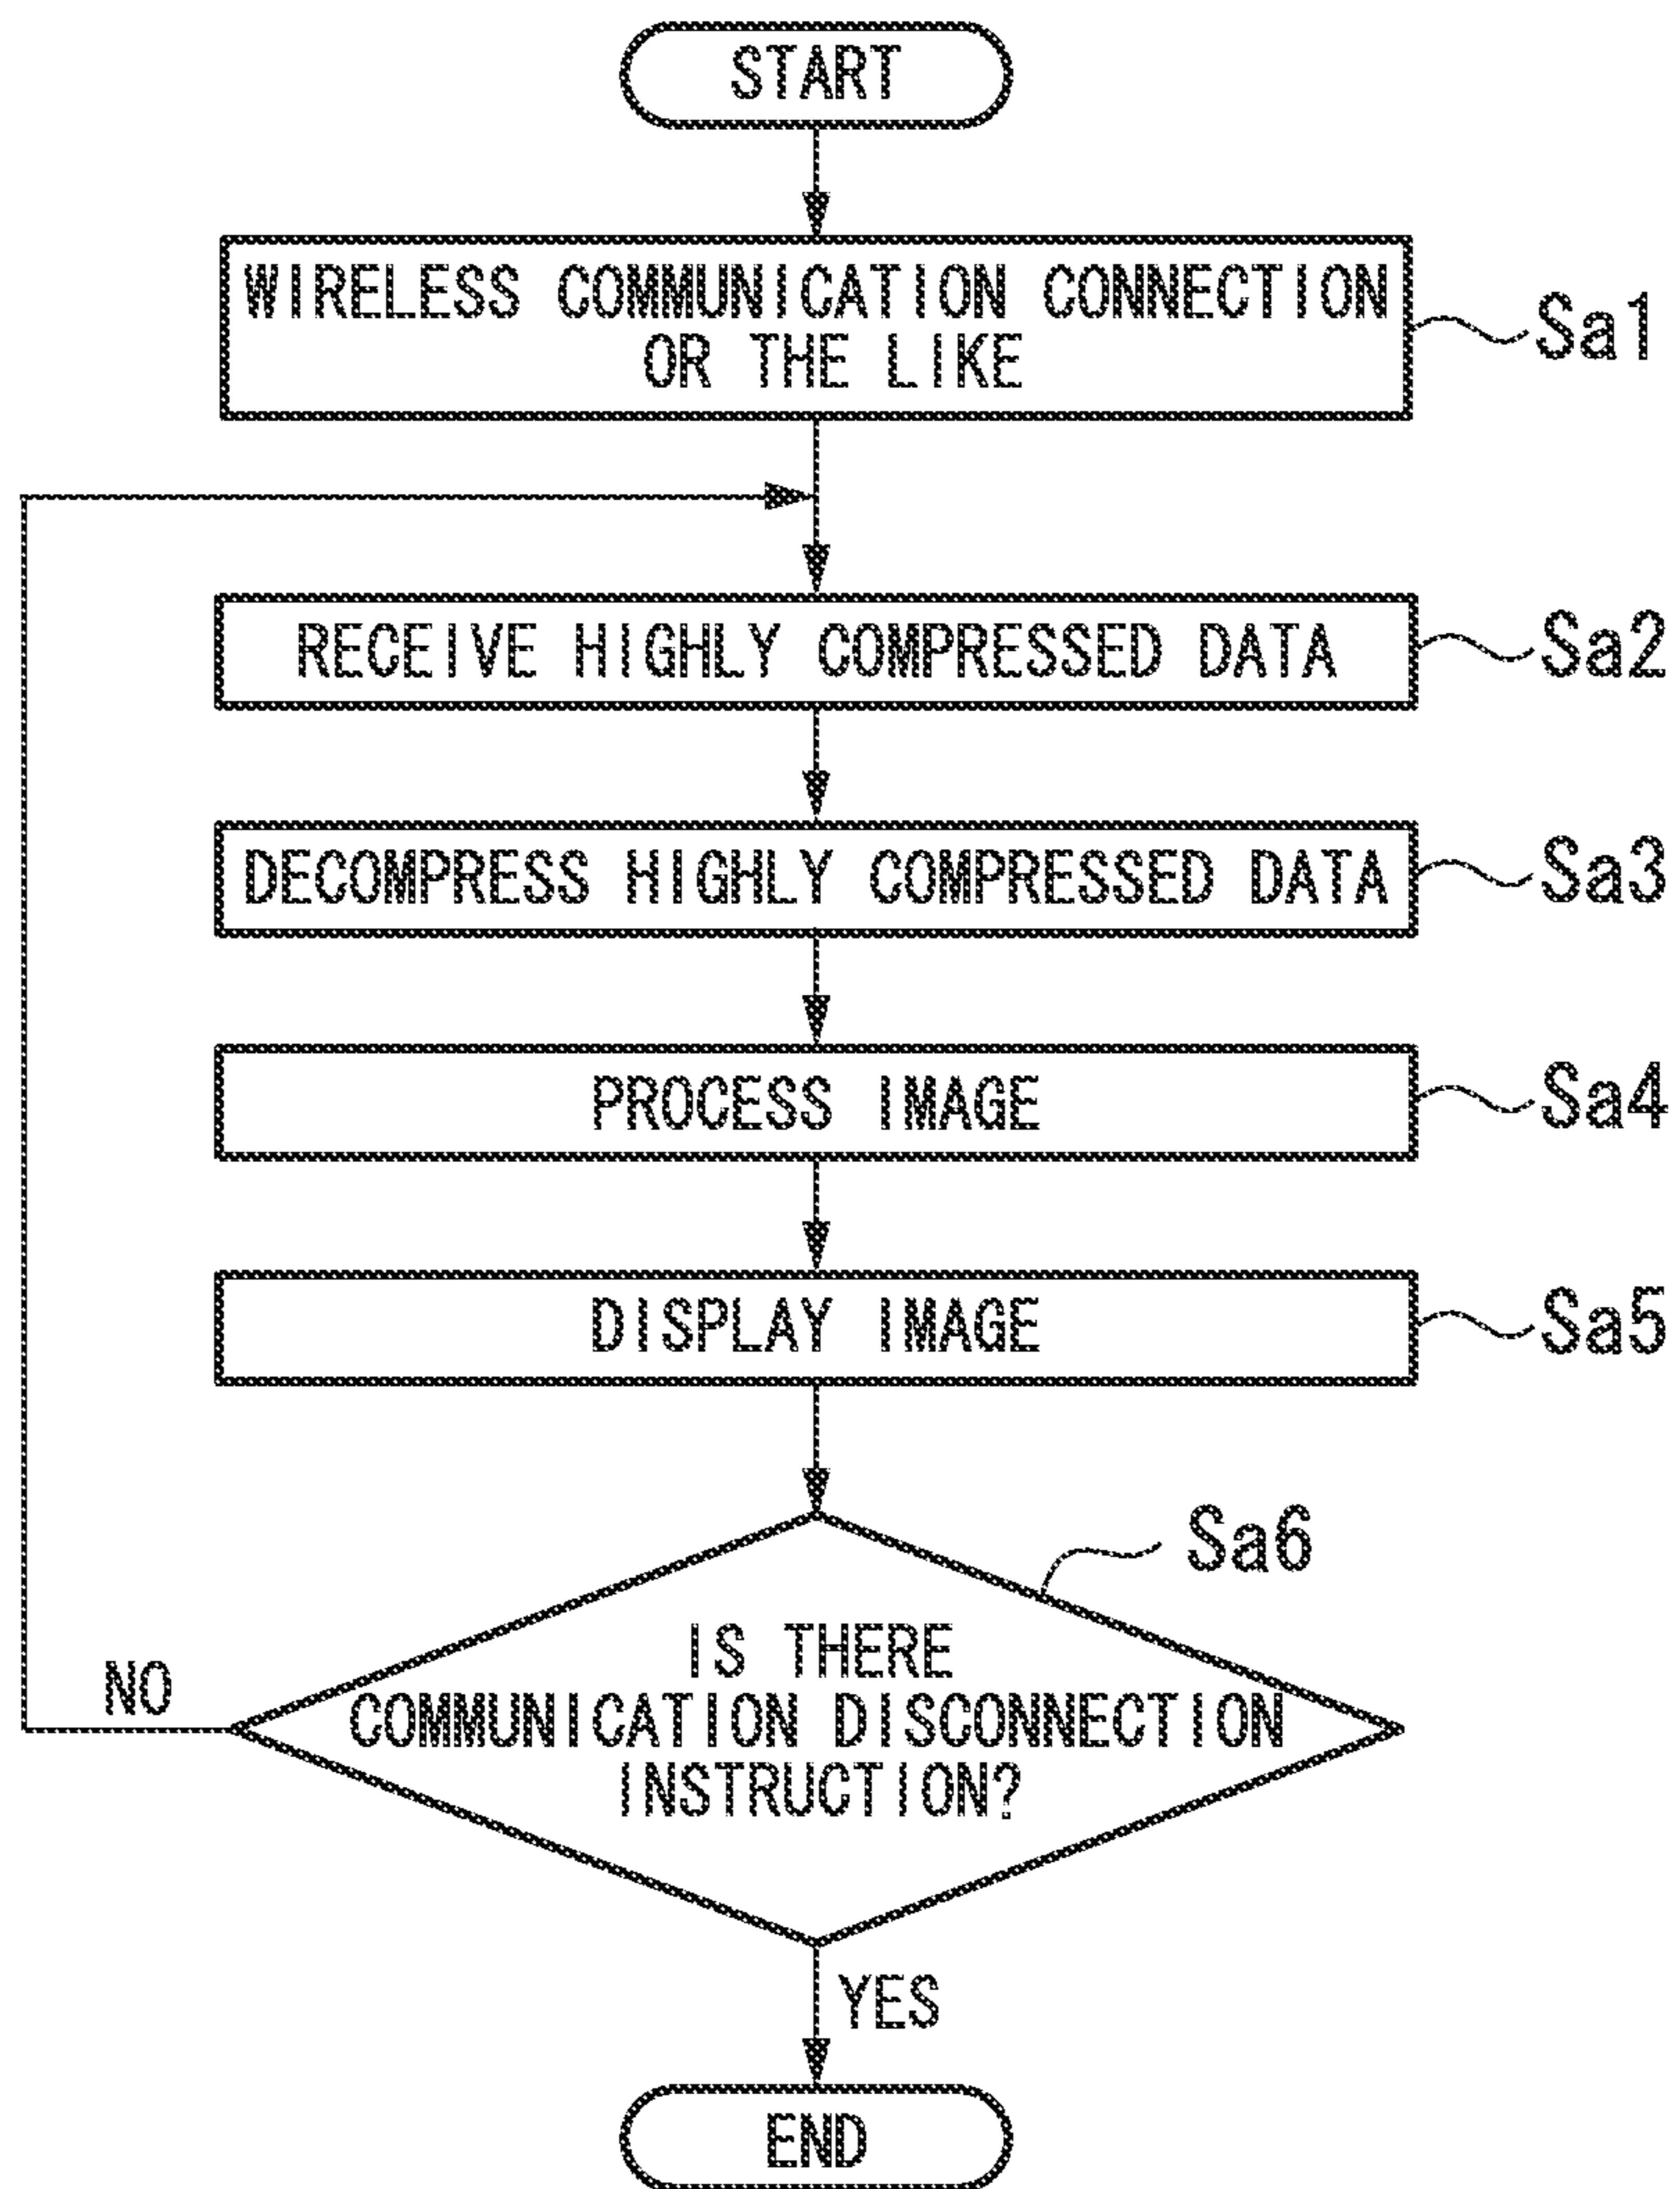 START
WIRELESS COMMUNICATION CONNECTION
OR THE LIKE
Sa1
RECEIVE HIGHLY COMPRESSED DATA
Sa2
DECOMPRESS HIGHLY COMPRESSED DATA
Sa3
PROCESS IMAGE
Sa4
DISPLAY IMAGE
Sa5
Sa6
IS THERE
COMMUNICATION DISCONNECTION
INSTRUCTION?
NO
YES
END